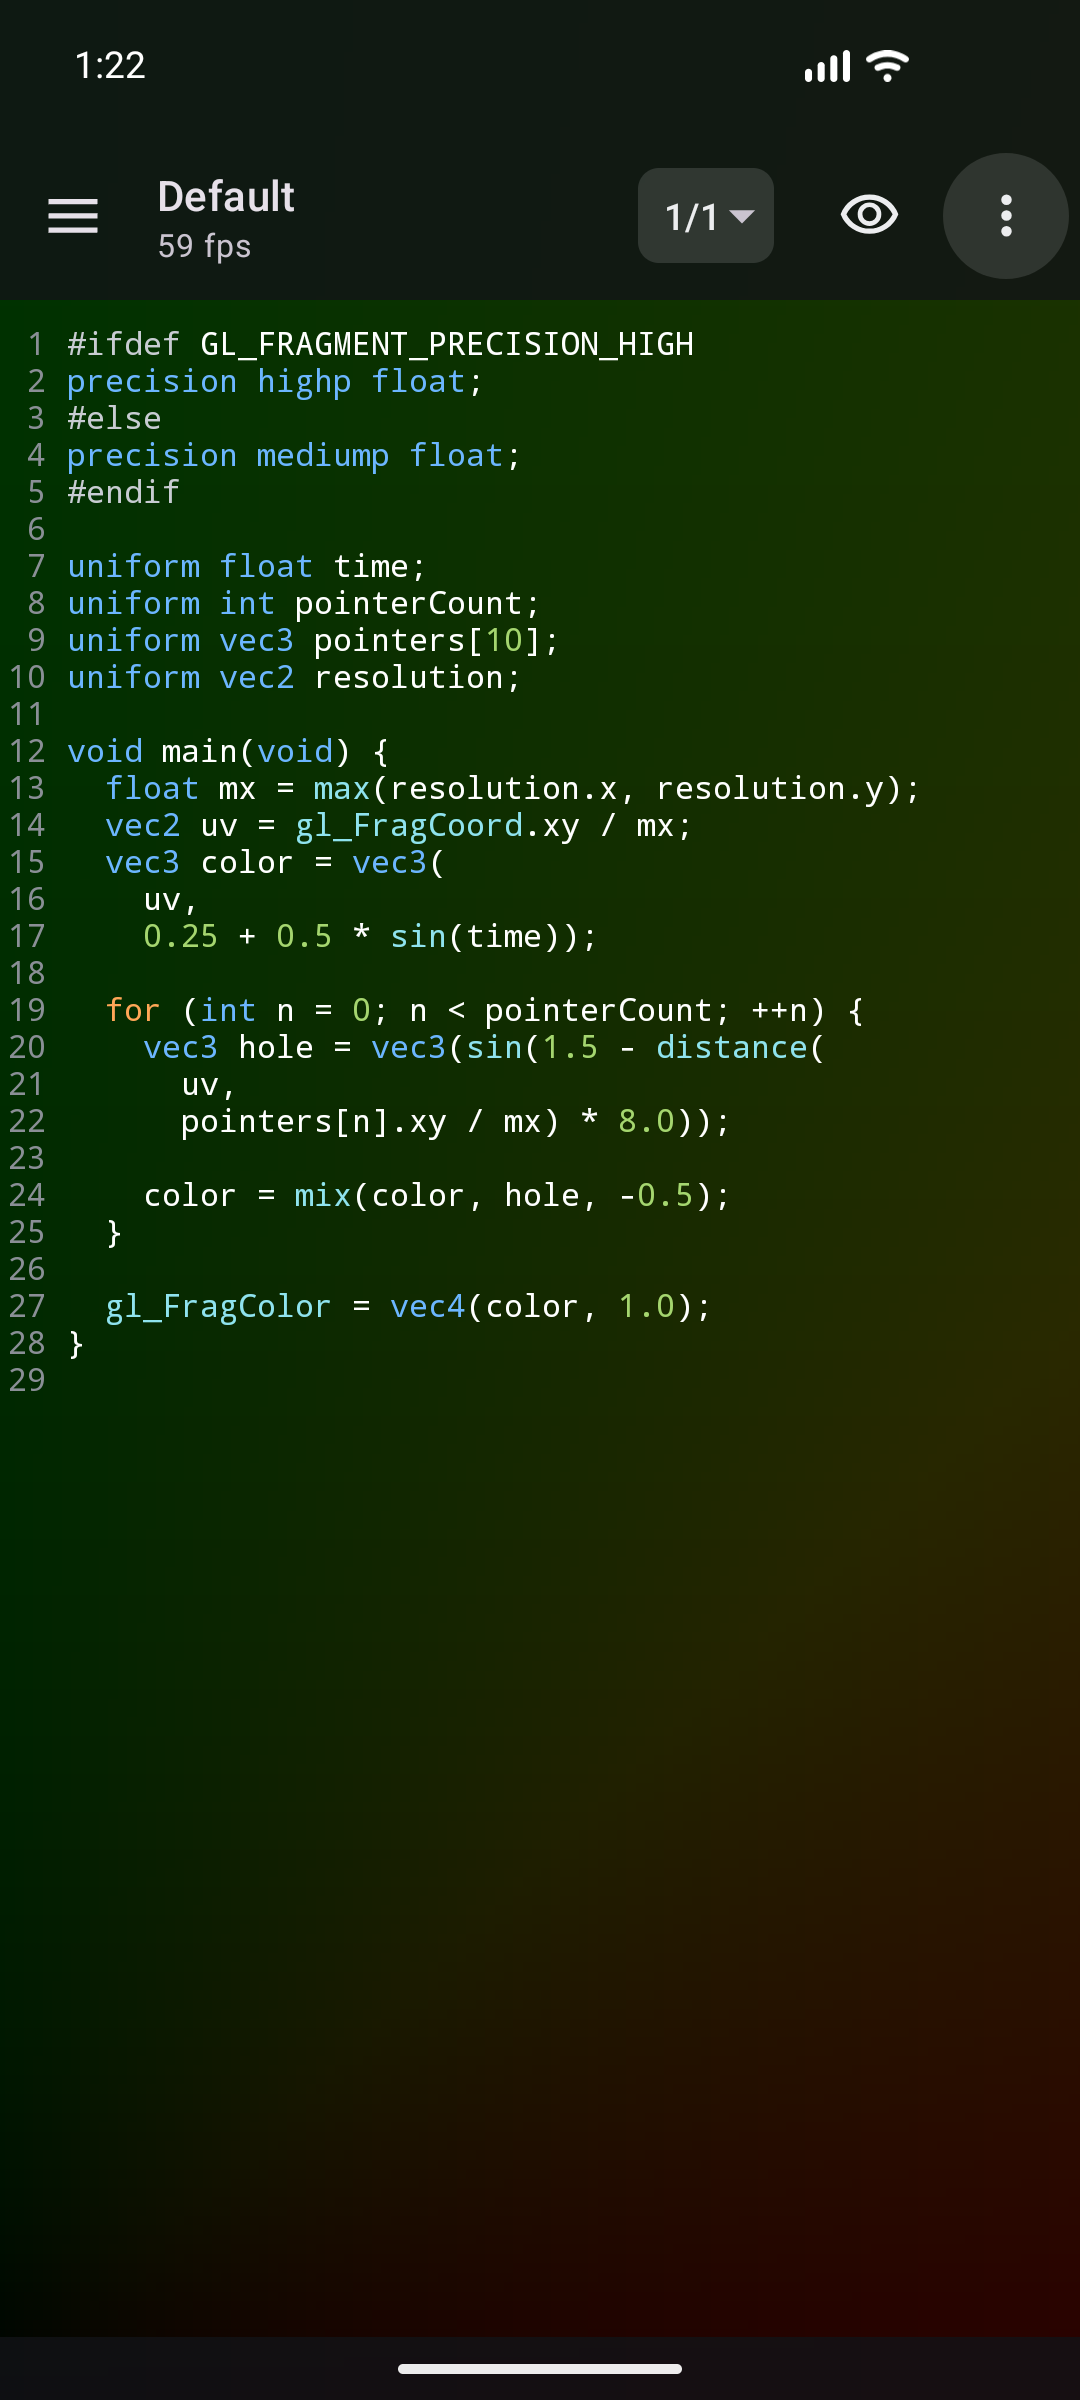 1:22
Default
59 fps
1/1
1 #ifdef GL_FRAGMENT_PRECISION_HIGH
2 precision highp float;
3 #else
4 precision mediump float;
5 #endif
6
7 uniform float time;
8 uniform int pointerCount;
9 uniform vec3 pointers[10];
10 uniform vec2 resolution;
11
12 void main(void) {
13   float mx = max(resolution.x, resolution.y);
14   vec2 uv = gl_FragCoord.xy / mx;
15   vec3 color = vec3(
16     uv,
17     0.25 + 0.5 * sin(time));
18
19   for (int n = 0; n < pointerCount; ++n) {
20     vec3 hole = vec3(sin(1.5 - distance(
21       uv,
22       pointers[n].xy / mx) * 8.0));
23
24     color = mix(color, hole, -0.5);
25   }
26
27   gl_FragColor = vec4(color, 1.0);
28 }
29